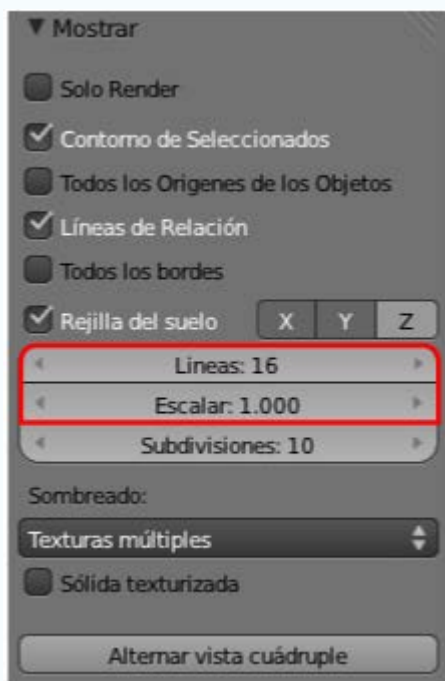 Mostrar
Solo Render
Contorno de Seleccionados
Todos los Origenes de los Objetos
Líneas de Relación
Todos los bordes
Rejilla del suelo X Y Z
Lineas: 16
Escalar: 1.000
Subdivisiones: 10
Sombreado:
Texturas múltiples
Sólida texturizada
Alternar vista cuádruple